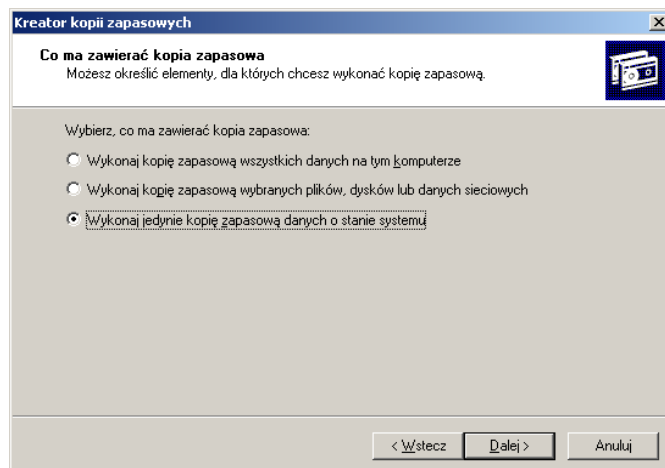 Kreator kopii zapasowych
Co ma zawierać kopia zapasowa
Możesz określić elementy, dla których chcesz wykonać kopię zapasową.
Wybierz, co ma zawierać kopia zapasowa:
Wykonaj kopię zapasową wszystkich danych na tym komputerze
Wykonaj kopię zapasową wybranych plików, dysków lub danych sieciowych
Wykonaj jedynie kopię zapasową danych o stanie systemu
< Wstecz Dalej > Anuluj